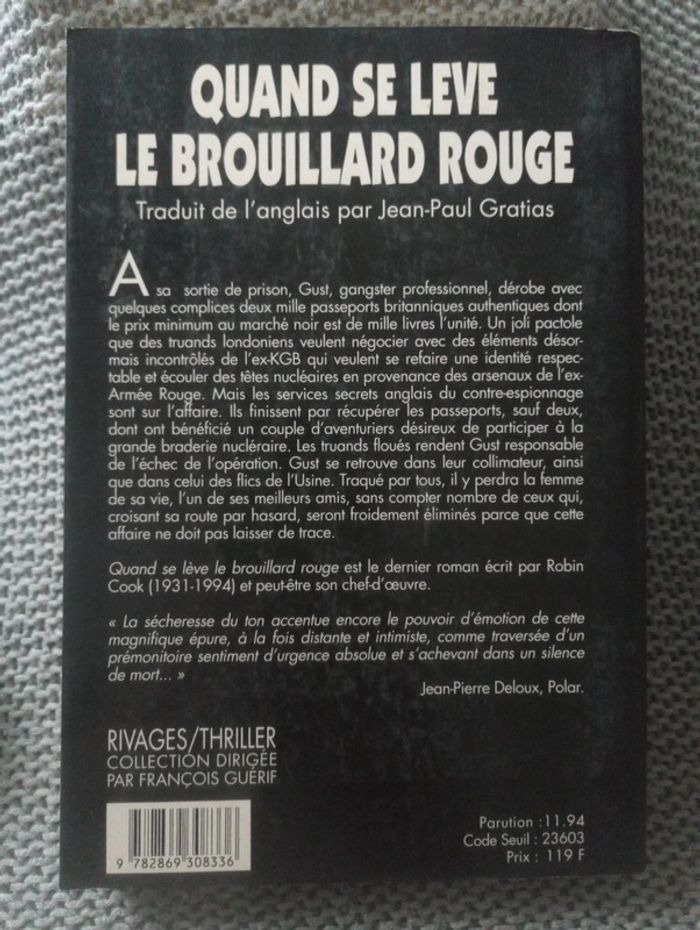 QUAND SE LEVE
LE BROUILLARD ROUGE
Traduit de l'anglais par Jean-Paul Gratias
A sa sortie de prison, Gust, gangster professionnel, dérobe avec
quelques complices deux mille passeports britanniques authentiques dont
le prix minimum au marché noir est de mille livres l'unité. Un joli pactole
que des truands londoniens veulent négocier avec des éléments désor-
mais incontrôlés de l'ex-KGB qui veulent se refaire une identité respec-
table et écouler des têtes nucléaires en provenance des arsenaux de l'ex-
Armée Rouge. Mais les services secrets anglais du contre-espionnage
sont sur l'affaire. Ils finissent par récupérer les passeports, sauf deux,
dont ont bénéficié un couple d'aventuriers désireux de participer à la
grande braderie nucléraire. Les truands floués rendent Gust responsable
de l'échec de l'opération. Gust se retrouve dans leur collimateur, ainsi
que dans celui des flics de l'Usine. Traqué par tous, il y perdra la femme
de sa vie, l'un de ses meilleurs amis, sans compter nombre de ceux qui,
croisant sa route par hasard, seront froidement éliminés parce que cette
affaire ne doit pas laisser de trace.
Quand se lève le brouillard rouge est le dernier roman écrit par Robin
Cook (1931-1994) et peut-être son chef-d'œuvre.
« La sécheresse du ton accentue encore le pouvoir d'émotion de cette
magnifique épure, à la fois distante et intimiste, comme traversée d'un
prémonitoire sentiment d'urgence absolue et s'achevant dans un silence
de mort... »
Jean-Pierre Deloux, Polar.
RIVAGES/THRILLER
COLLECTION DIRIGÉE
PAR FRANÇOIS GUÉRIF
9 782869 308336
Parution : 11.94
Code Seuil : 23603
Prix : 119 F